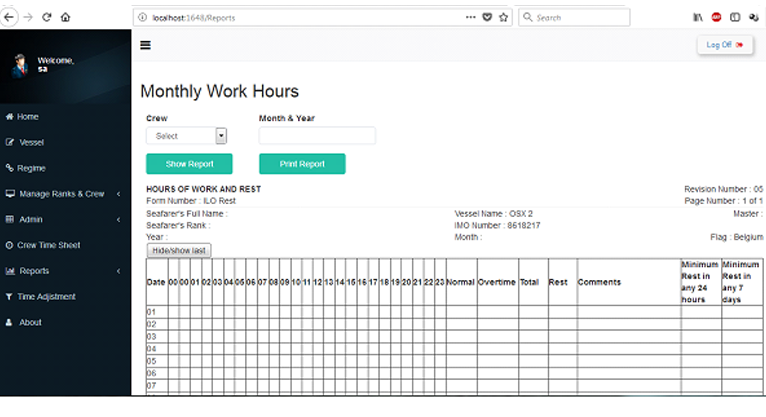 localhost:1648/Reports
Search
Welcome,
sa
Log Off
Home
Vessel
Regime
Manage Ranks & Crew
Admin
Crew Time Sheet
Reports
Time Adjistment
About
Monthly Work Hours
Crew Month & Year
Select
Show Report Print Report
HOURS OF WORK AND REST Revision Number : 05
Form Number : ILO Rest Page Number : 1 of 1
Seafarer's Full Name : Vessel Name : OSX 2 Master :
Seafarer's Rank : IMO Number : 8618217
Year : Month : Flag : Belgium
Hide/show last
Date 00 00 01 02 03 04 05 06 07 08 09 10 11 12 13 14 15 16 17 18 19 20 21 22 23 Normal Overtime Total Rest Comments Minimum Rest in any 24 hours Minimum Rest in any 7 days
01
02
03
04
05
06
07